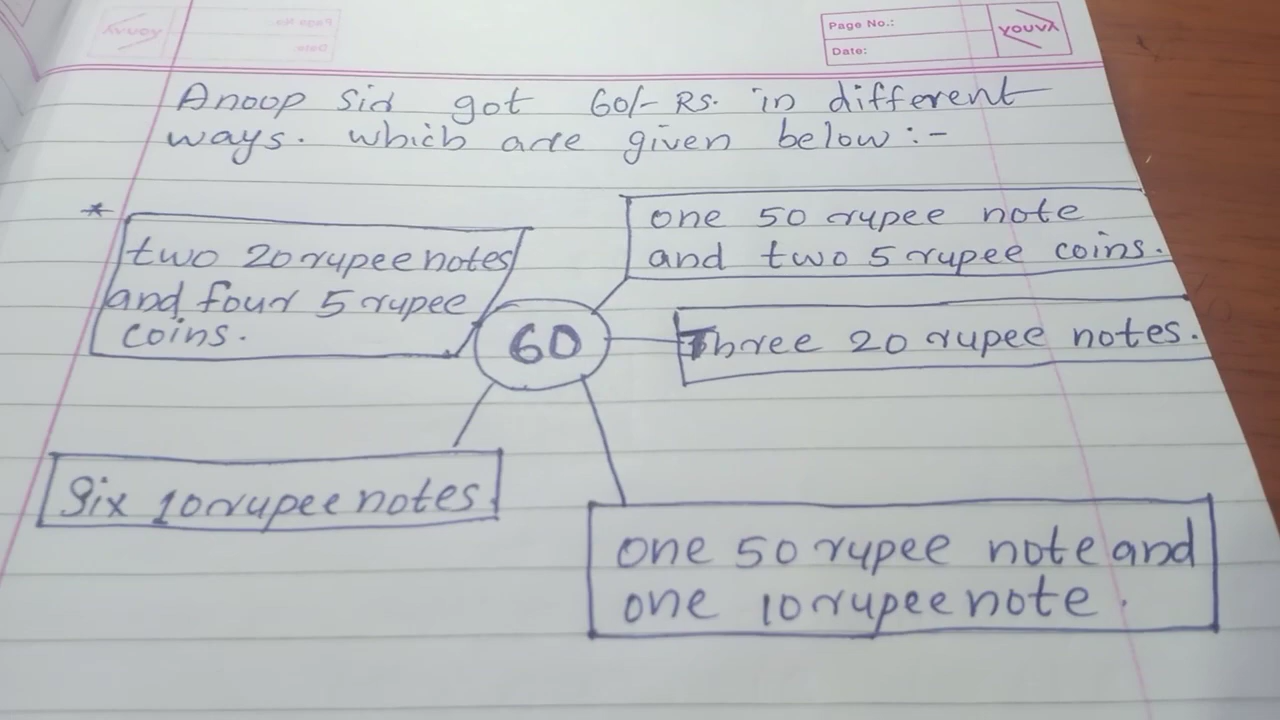 Page No.:
Date:
YOUVA
Anoop Sir got 60/- RS. in different
ways. which are given below :-
*
two 20 rupee notes
and four 5 rupee
coins.
one 50 rupee note
and two 5 rupee coins.
60
Three 20 rupee notes.
Six 10 rupee notes
one 50 rupee note and
one 10 rupee note.